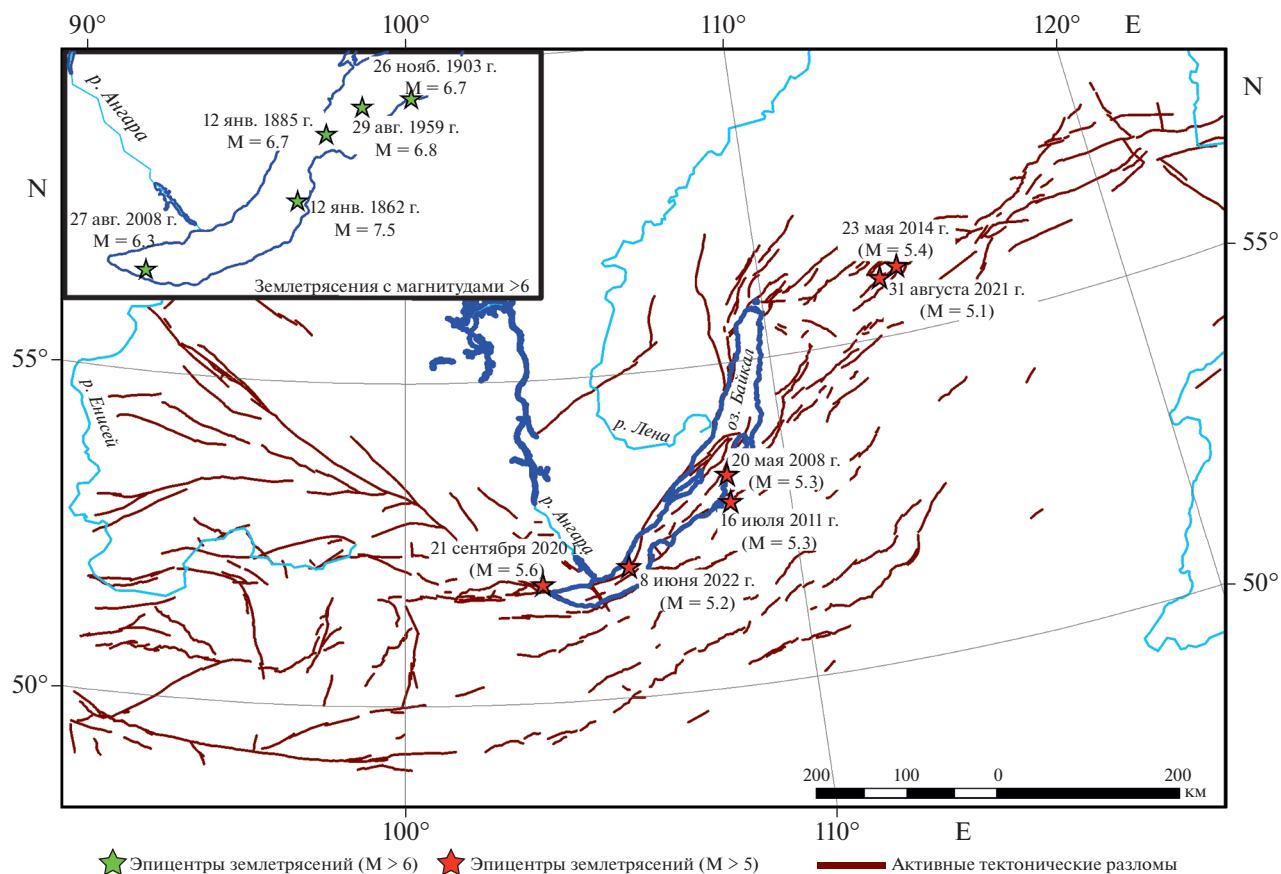 90°
100°
110°
120°
E
р. Ангара
26 нояб. 1903 г.
M = 6.7
12 янв. 1885 г.
M = 6.7
29 авг. 1959 г.
M = 6.8
N
N
27 авг. 2008 г.
M = 6.3
12 янв. 1862 г.
M = 7.5
Землетрясения с магнитудами >6
23 мая 2014 г.
(M = 5.4)
55°
31 августа 2021 г.
(M = 5.1)
55°
р. Енисей
р. Лена
оз. Байкал
20 мая 2008 г.
(M = 5.3)
р. Ангара
16 июля 2011 г.
(M = 5.3)
21 сентября 2020 г.
(M = 5.6)
8 июня 2022 г.
(M = 5.2)
50°
50°
200 100 0 200
км
100°
110°
E
Эпицентры землетрясений (M > 6)
Эпицентры землетрясений (M > 5)
Активные тектонические разломы